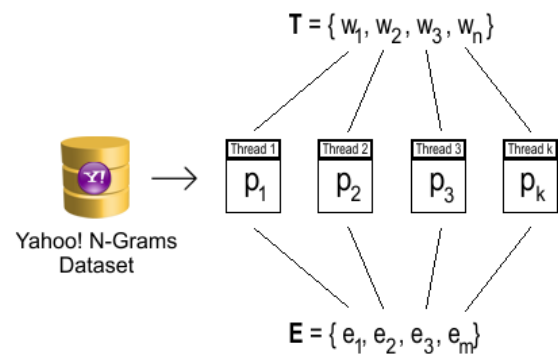 T = { w1, w2, w3, wn}
Thread 1 Thread 2 Thread 3 Thread k
p1 p2 p3 pk
Y!
Yahoo! N-Grams
Dataset
E = { e1, e2, e3, em}